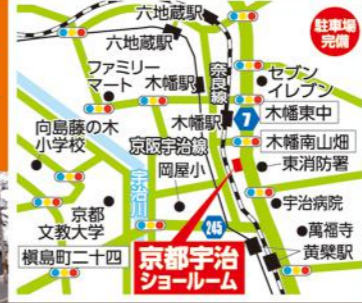 六地蔵駅
六地蔵駅
駐車場
完備
ファミリー
マート
木幡駅
奈良線
セブン
イレブン
木幡駅
7
木幡東中
向島藤の木
小学校
京阪宇治線
木幡南山畑
岡屋小
東消防署
宇治川
宇治病院
京都
文教大学
245
萬福寺
槇島町二十四
京都宇治
ショールーム
黄檗駅